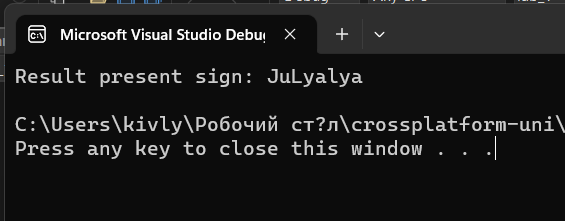 Microsoft Visual Studio Debug
Result present sign: JuLyalya
C:\Users\kivly\Робочий ст?л\crossplatform-uni\
Press any key to close this window . . .